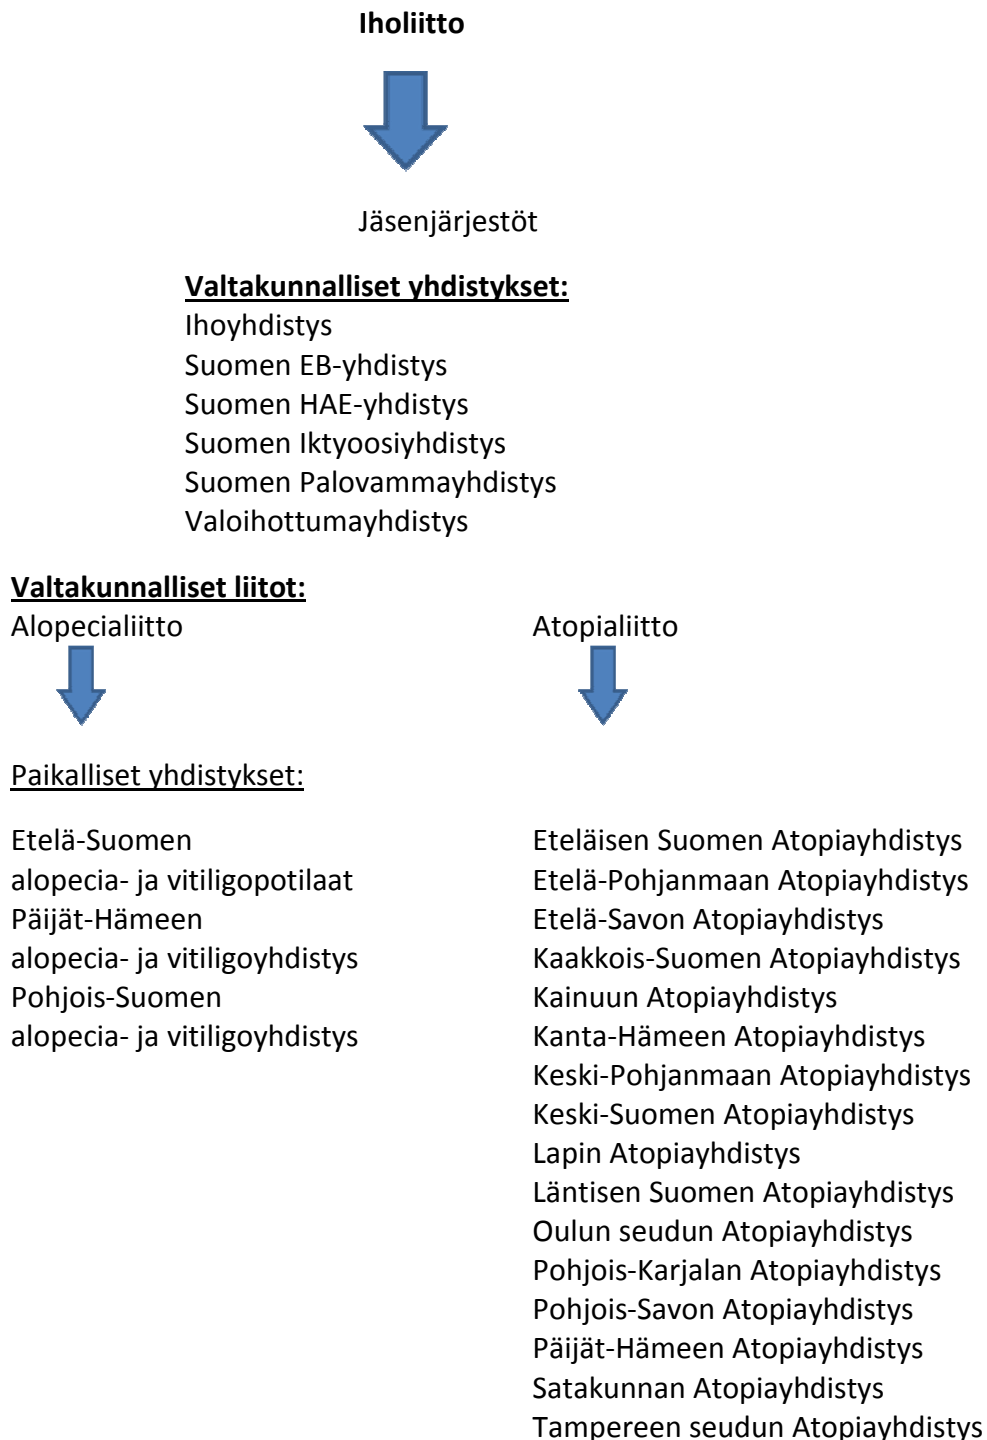 Iholiitto
Jäsenjärjestöt
Valtakunnalliset yhdistykset:
Ihoyhdistys
Suomen EB-yhdistys
Suomen HAE-yhdistys
Suomen Iktyoosiyhdistys
Suomen Palovammayhdistys
Valoihottumayhdistys
Valtakunnalliset liitot:
Alopecialiitto
Paikalliset yhdistykset:
Etelä-Suomen
alopecia- ja vitiligopotilaat
Päijät-Hämeen
alopecia- ja vitiligoyhdistys
Pohjois-Suomen
alopecia- ja vitiligoyhdistys
Atopialiitto
Eteläisen Suomen Atopiayhdistys
Etelä-Pohjanmaan Atopiayhdistys
Etelä-Savon Atopiayhdistys
Kaakkois-Suomen Atopiayhdistys
Kainuun Atopiayhdistys
Kanta-Hämeen Atopiayhdistys
Keski-Pohjanmaan Atopiayhdistys
Keski-Suomen Atopiayhdistys
Lapin Atopiayhdistys
Läntisen Suomen Atopiayhdistys
Oulun seudun Atopiayhdistys
Pohjois-Karjalan Atopiayhdistys
Pohjois-Savon Atopiayhdistys
Päijät-Hämeen Atopiayhdistys
Satakunnan Atopiayhdistys
Tampereen seudun Atopiayhdistys